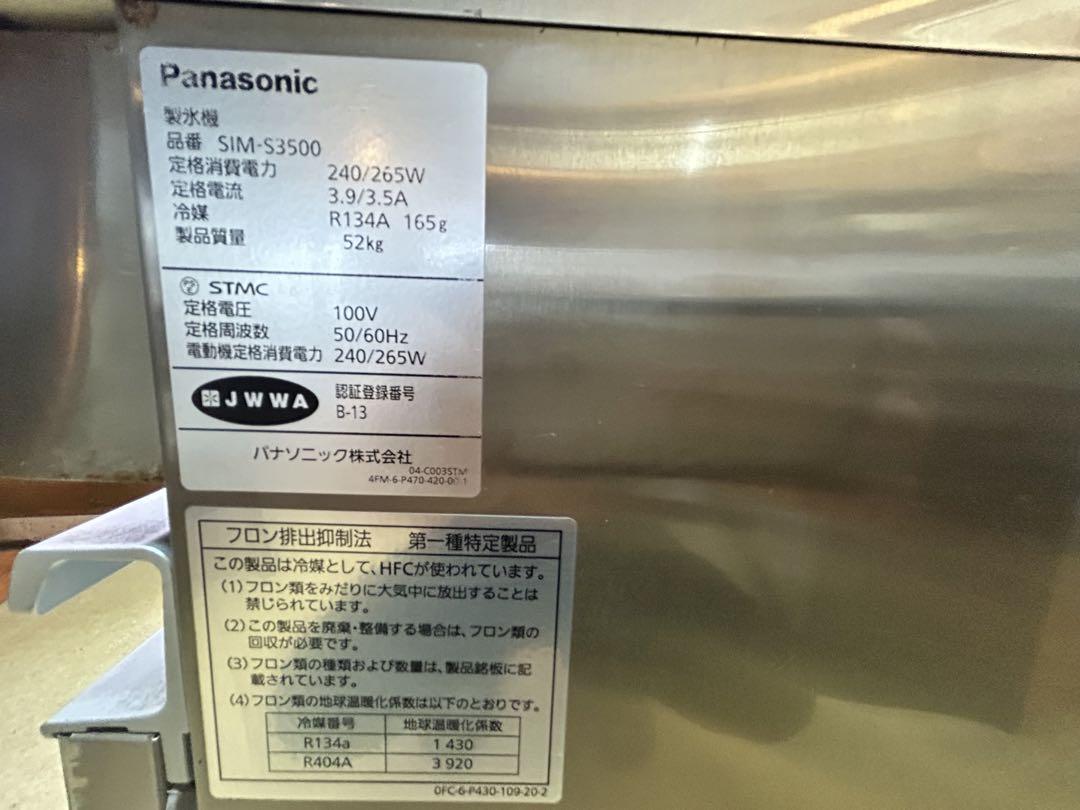 Panasonic
製氷機
品番 SIM-S3500
定格消費電力 240/265W
定格電流 3.9/3.5A
冷媒 R134A 165g
製品質量 52kg
STMC
定格電圧 100V
定格周波数 50/60Hz
電動機定格消費電力 240/265W
JWWA 認証登録番号
B-13
パナソニック株式会社
04-C003STM
4FM-6-P470-420-00 1
フロン排出抑制法 第一種特定製品
この製品は冷媒として、HFCが使われています。
(1)フロン類をみだりに大気中に放出することは
禁じられています。
(2)この製品を廃棄・整備する場合は、フロン類の
回収が必要です。
(3)フロン類の種類および数量は、製品銘板に記
載されています。
(4)フロン類の地球温暖化係数は以下のとおりです。
冷媒番号 地球温暖化係数
R134a 1 430
R404A 3 920
0FC-6-P430-109-20-2